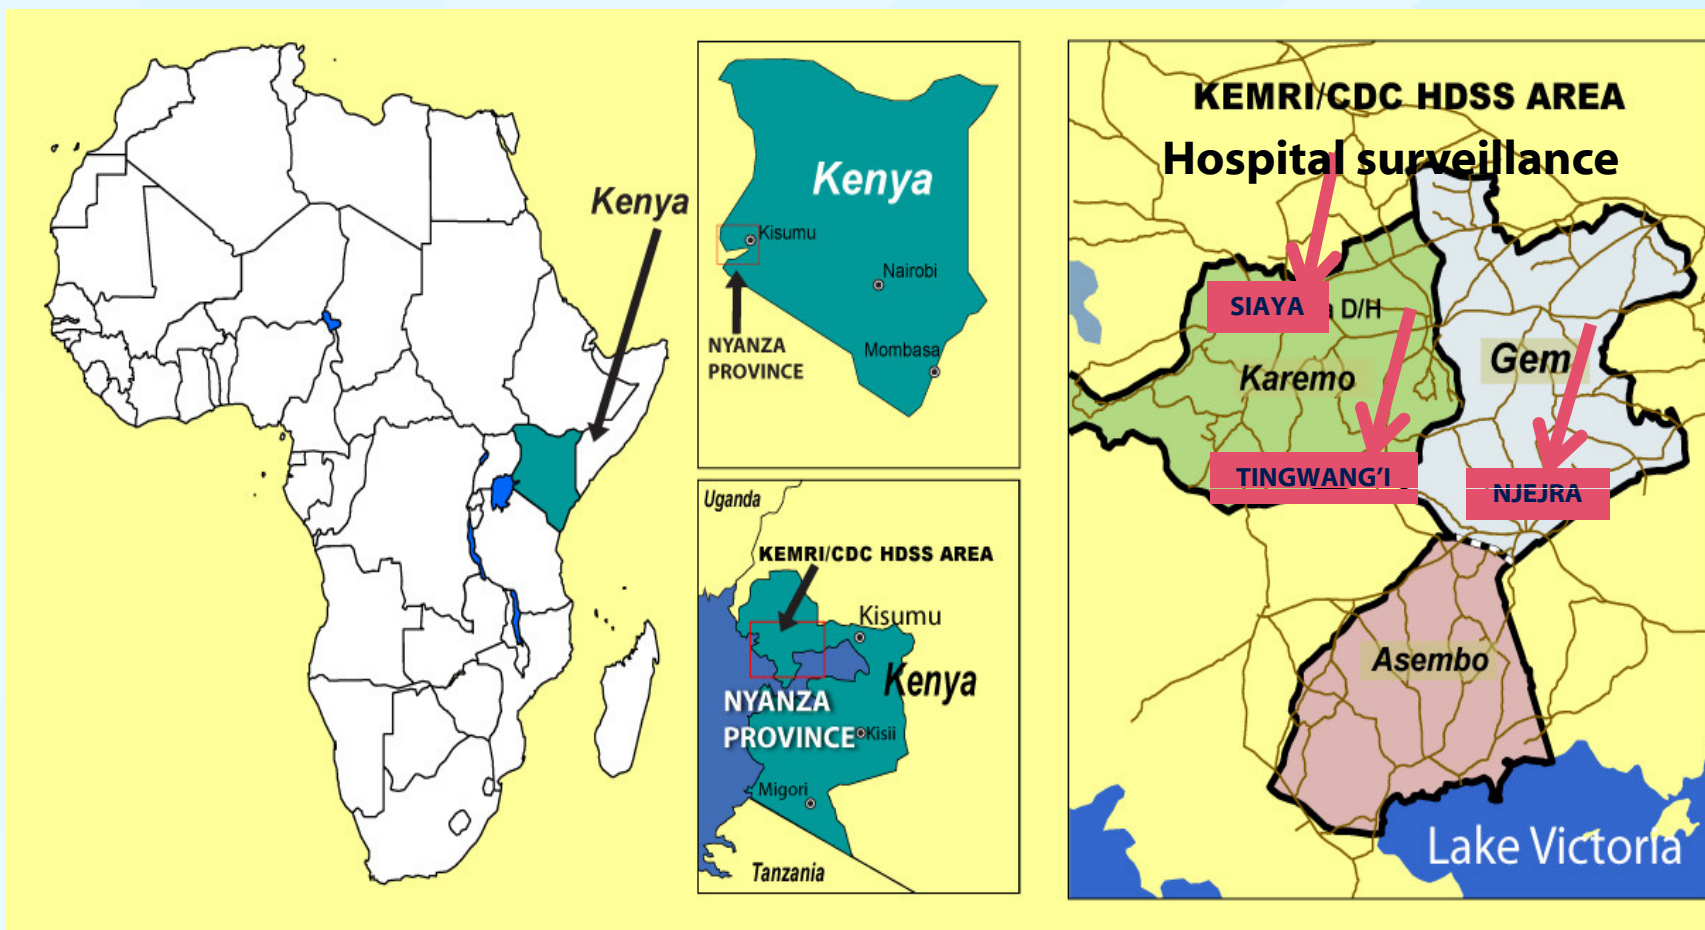 Kenya
Kenya
Kisumu
Nairobi
NYANZA
PROVINCE
Mombasa
Uganda
KEMRI/CDC HDSS AREA
Kisumu
Kenya
NYANZA
PROVINCE
Kisii
Migori
Tanzania
KEMRI/CDC HDSS AREA
Hospital surveillance
SIAYA
a D/H
Karemo
Gem
TINGWANG’I
NJEJRA
Asembo
Lake Victoria